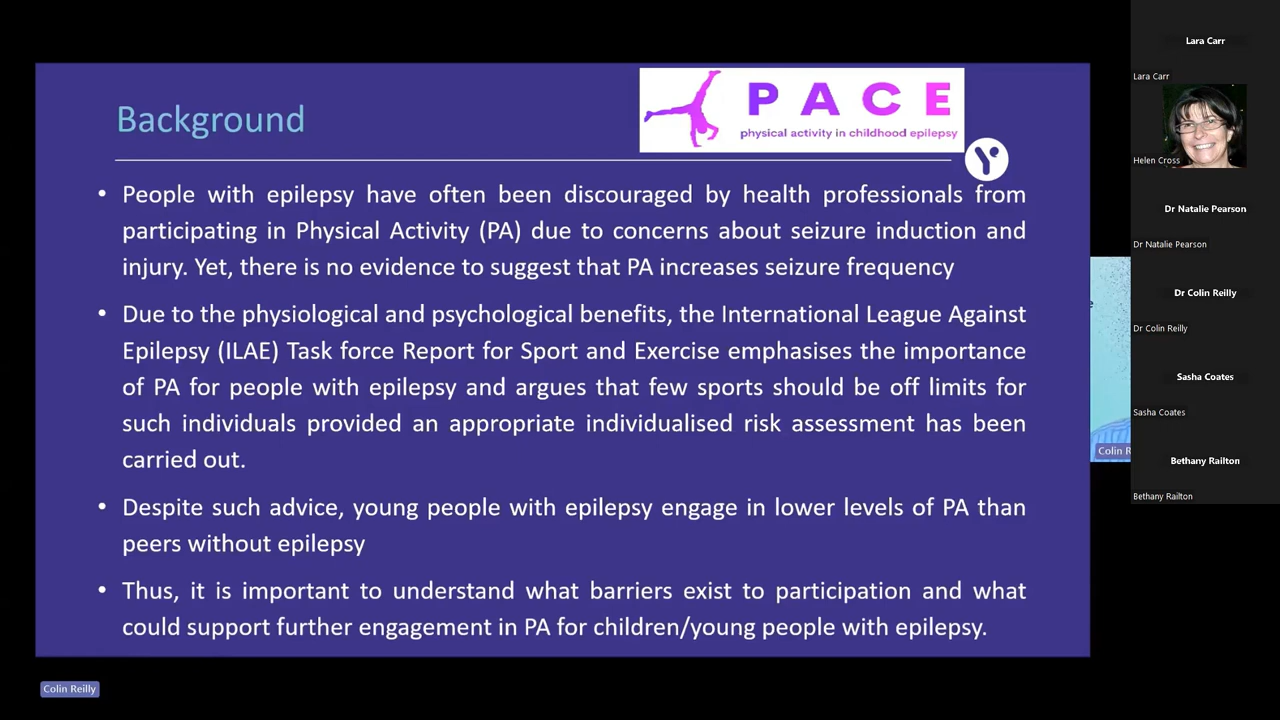 Background
PACE
physical activity in childhood epilepsy
• People with epilepsy have often been discouraged by health professionals from
participating in Physical Activity (PA) due to concerns about seizure induction and
injury. Yet, there is no evidence to suggest that PA increases seizure frequency
• Due to the physiological and psychological benefits, the International League Against
Epilepsy (ILAE) Task force Report for Sport and Exercise emphasises the importance
of PA for people with epilepsy and argues that few sports should be off limits for
such individuals provided an appropriate individualised risk assessment has been
carried out.
• Despite such advice, young people with epilepsy engage in lower levels of PA than
peers without epilepsy
• Thus, it is important to understand what barriers exist to participation and what
could support further engagement in PA for children/young people with epilepsy.
Colin Reilly
Colin R
Lara Carr
Lara Carr
Helen Cross
Dr Natalie Pearson
Dr Natalie Pearson
Dr Colin Reilly
Dr Colin Reilly
Sasha Coates
Sasha Coates
Bethany Railton
Bethany Railton